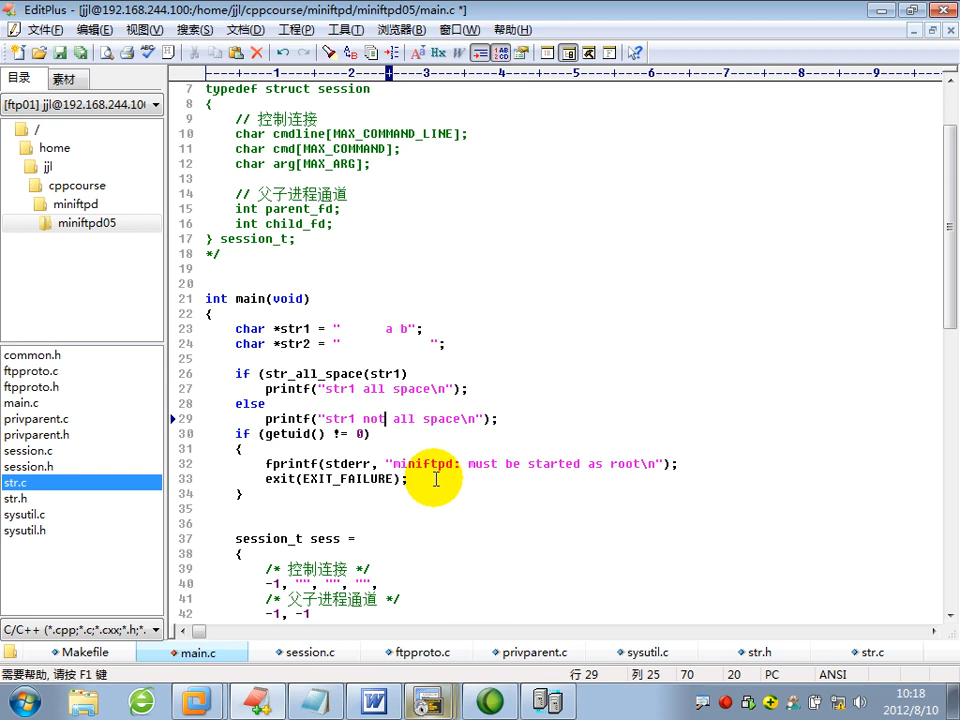 EditPlus - [jjl@192.168.244.100:/home/jjl/cppcourse/miniftpd/miniftpd05/main.c *]
文件(F) 编辑(E) 视图(V) 搜索(S) 文档(D) 工程(P) 工具(T) 浏览器(B) 窗口(W) 帮助(H)
目录 素材
[ftp01] jjl@192.168.244.10
/
home
jjl
cppcourse
miniftpd
miniftpd05
common.h
ftpproto.c
ftpproto.h
main.c
privparent.c
privparent.h
session.c
session.h
str.c
str.h
sysutil.c
sysutil.h
C/C++ (*.cpp;*.c;*.cxx;*.h;*.
----+----1----+----2----+----3----+----4----+----5----+----6----+----7----+----8----+----9----+--
7 typedef struct session
8 {
9 // 控制连接
10 char cmdline[MAX_COMMAND_LINE];
11 char cmd[MAX_COMMAND];
12 char arg[MAX_ARG];
13
14 // 父子进程通道
15 int parent_fd;
16 int child_fd;
17 } session_t;
18 */
19
20
21 int main(void)
22 {
23 char *str1 = "      a b";
24 char *str2 = "            ";
25
26 if (str_all_space(str1)
27 printf("str1 all space\n");
28 else
29 printf("str1 not all space\n");
30 if (getuid() != 0)
31 {
32 fprintf(stderr, "miniftpd: must be started as root\n");
33 exit(EXIT_FAILURE);
34 }
35
36
37 session_t sess =
38 {
39 /* 控制连接 */
40 -1, "", "", "",
41 /* 父子进程通道 */
42 -1, -1
Makefile main.c session.c ftpproto.c privparent.c sysutil.c str.h str.c
需要帮助, 请按 F1 键 行 29 列 25 70 20 PC ANSI
10:18
2012/8/10